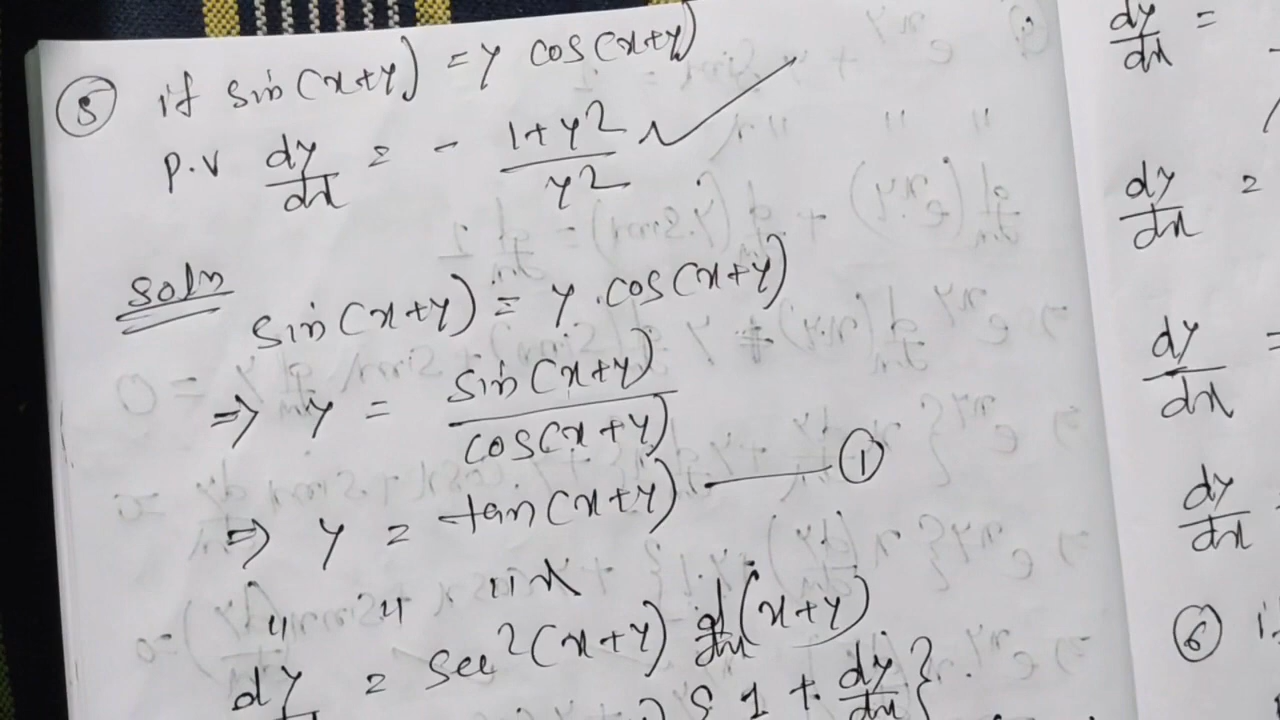 ⑤ if sin(x+y) = y cos(x+y)
P.V dy/dx = - (1+y²)/y²
Soln
sin(x+y) = y.cos(x+y)
⇒ y = sin(x+y)/cos(x+y)
⇒ y = tan(x+y) —— ①
dy = sec²(x+y) d/dx(x+y)
1 + dy/dx}
dy/dx =
dy/dx =
dy/dx =
dy/dx
⑥ i